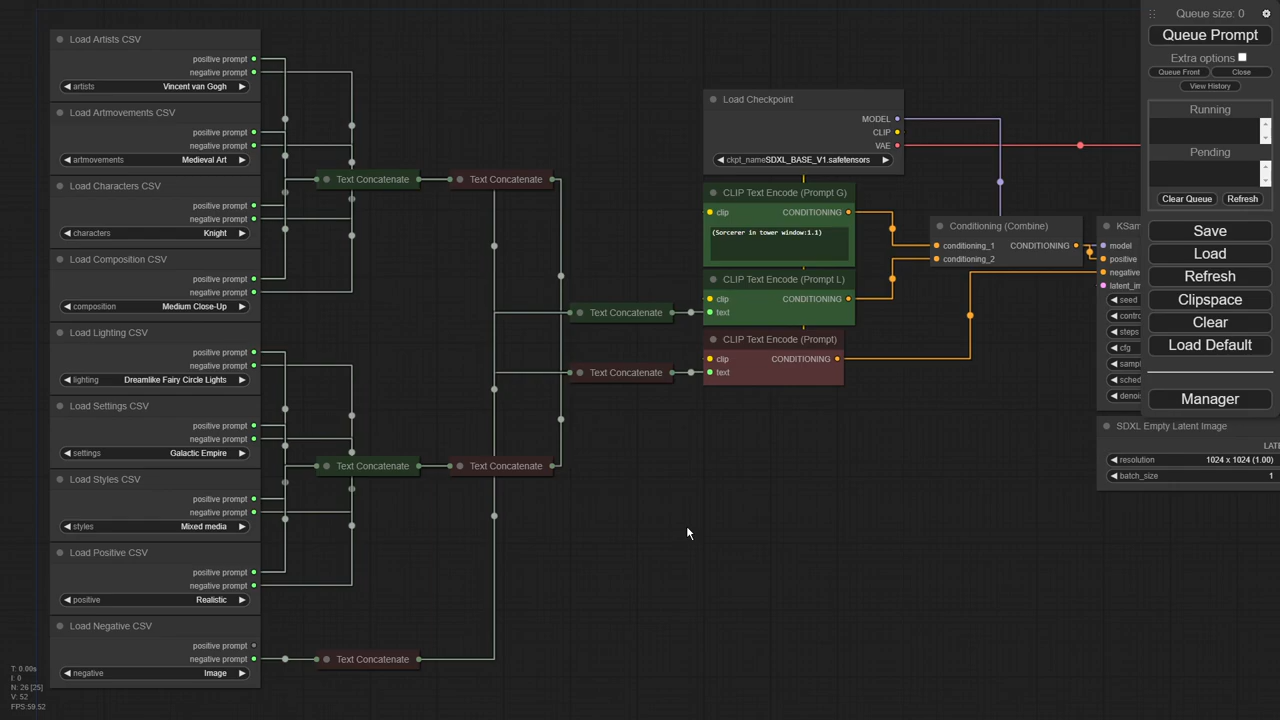 Load Artists CSV
positive prompt
negative prompt
artists Vincent van Gogh
Load Artmovements CSV
positive prompt
negative prompt
artmovements Medieval Art
Load Characters CSV
positive prompt
negative prompt
characters Knight
Load Composition CSV
positive prompt
negative prompt
composition Medium Close-Up
Load Lighting CSV
positive prompt
negative prompt
lighting Dreamlike Fairy Circle Lights
Load Settings CSV
positive prompt
negative prompt
settings Galactic Empire
Load Styles CSV
positive prompt
negative prompt
styles Mixed media
Load Positive CSV
positive prompt
negative prompt
positive Realistic
Load Negative CSV
positive prompt
negative prompt
negative Image
T: 0.00s
I: 0
N: 26 [25]
V: 52
FPS:59.52
Text Concatenate
Text Concatenate
Text Concatenate
Text Concatenate
Text Concatenate
Text Concatenate
Text Concatenate
Load Checkpoint
MODEL
CLIP
VAE
ckpt_name SDXL_BASE_V1.safetensors
CLIP Text Encode (Prompt G)
clip CONDITIONING
(Sorcerer in tower window:1.1)
CLIP Text Encode (Prompt L)
clip CONDITIONING
text
CLIP Text Encode (Prompt)
clip CONDITIONING
text
Conditioning (Combine)
conditioning_1 CONDITIONING
conditioning_2
KSam
model
positive
negative
latent_im
seed
contro
steps
cfg
sampl
sched
denoi
SDXL Empty Latent Image
LATE
resolution 1024 x 1024 (1.00)
batch_size 1
Queue size: 0
Queue Prompt
Extra options
Queue Front Close
View History
Running
Pending
Clear Queue Refresh
Save
Load
Refresh
Clipspace
Clear
Load Default
Manager